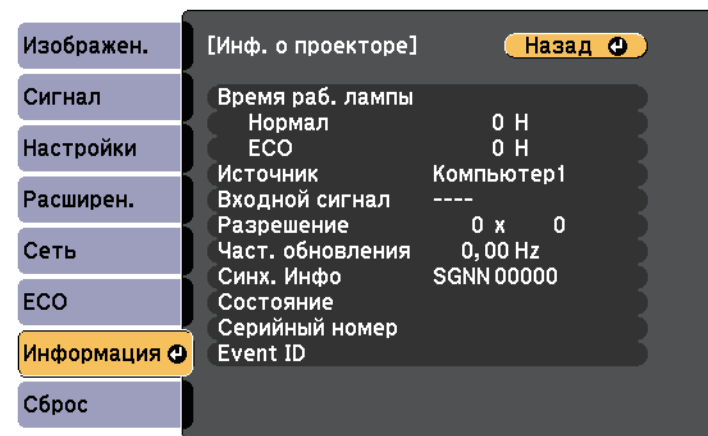 Изображен.
Сигнал
Настройки
Расширен.
Сеть
ECO
Информация
Сброс
[Инф. о проекторе] Назад
Время раб. лампы
Нормал 0 H
ECO 0 H
Источник Компьютер1
Входной сигнал ----
Разрешение 0 x 0
Част. обновления 0,00 Hz
Синх. Инфо SGNN 00000
Состояние
Серийный номер
Event ID